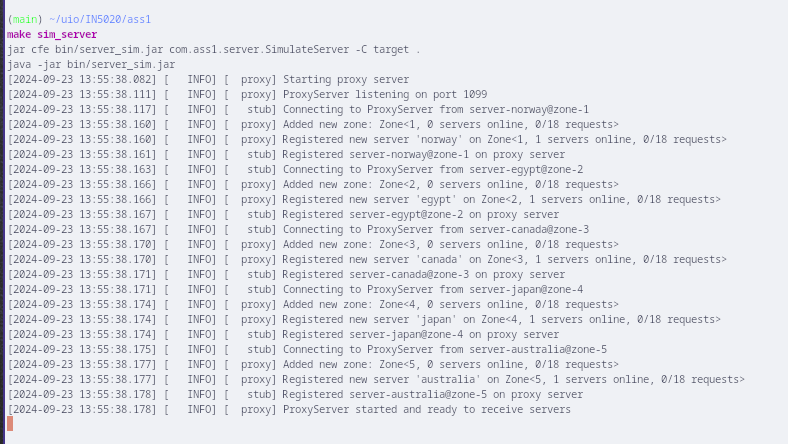 (main) ~/uio/IN5020/ass1
make sim_server
jar cfe bin/server_sim.jar com.ass1.server.SimulateServer -C target .
java -jar bin/server_sim.jar
[2024-09-23 13:55:38.082] [   INFO] [  proxy] Starting proxy server
[2024-09-23 13:55:38.111] [   INFO] [  proxy] ProxyServer listening on port 1099
[2024-09-23 13:55:38.117] [   INFO] [   stub] Connecting to ProxyServer from server-norway@zone-1
[2024-09-23 13:55:38.160] [   INFO] [  proxy] Added new zone: Zone<1, 0 servers online, 0/18 requests>
[2024-09-23 13:55:38.160] [   INFO] [  proxy] Registered new server 'norway' on Zone<1, 1 servers online, 0/18 requests>
[2024-09-23 13:55:38.161] [   INFO] [   stub] Registered server-norway@zone-1 on proxy server
[2024-09-23 13:55:38.163] [   INFO] [   stub] Connecting to ProxyServer from server-egypt@zone-2
[2024-09-23 13:55:38.166] [   INFO] [  proxy] Added new zone: Zone<2, 0 servers online, 0/18 requests>
[2024-09-23 13:55:38.166] [   INFO] [  proxy] Registered new server 'egypt' on Zone<2, 1 servers online, 0/18 requests>
[2024-09-23 13:55:38.167] [   INFO] [   stub] Registered server-egypt@zone-2 on proxy server
[2024-09-23 13:55:38.167] [   INFO] [   stub] Connecting to ProxyServer from server-canada@zone-3
[2024-09-23 13:55:38.170] [   INFO] [  proxy] Added new zone: Zone<3, 0 servers online, 0/18 requests>
[2024-09-23 13:55:38.170] [   INFO] [  proxy] Registered new server 'canada' on Zone<3, 1 servers online, 0/18 requests>
[2024-09-23 13:55:38.171] [   INFO] [   stub] Registered server-canada@zone-3 on proxy server
[2024-09-23 13:55:38.171] [   INFO] [   stub] Connecting to ProxyServer from server-japan@zone-4
[2024-09-23 13:55:38.174] [   INFO] [  proxy] Added new zone: Zone<4, 0 servers online, 0/18 requests>
[2024-09-23 13:55:38.174] [   INFO] [  proxy] Registered new server 'japan' on Zone<4, 1 servers online, 0/18 requests>
[2024-09-23 13:55:38.174] [   INFO] [   stub] Registered server-japan@zone-4 on proxy server
[2024-09-23 13:55:38.175] [   INFO] [   stub] Connecting to ProxyServer from server-australia@zone-5
[2024-09-23 13:55:38.177] [   INFO] [  proxy] Added new zone: Zone<5, 0 servers online, 0/18 requests>
[2024-09-23 13:55:38.177] [   INFO] [  proxy] Registered new server 'australia' on Zone<5, 1 servers online, 0/18 requests>
[2024-09-23 13:55:38.178] [   INFO] [   stub] Registered server-australia@zone-5 on proxy server
[2024-09-23 13:55:38.178] [   INFO] [  proxy] ProxyServer started and ready to receive servers